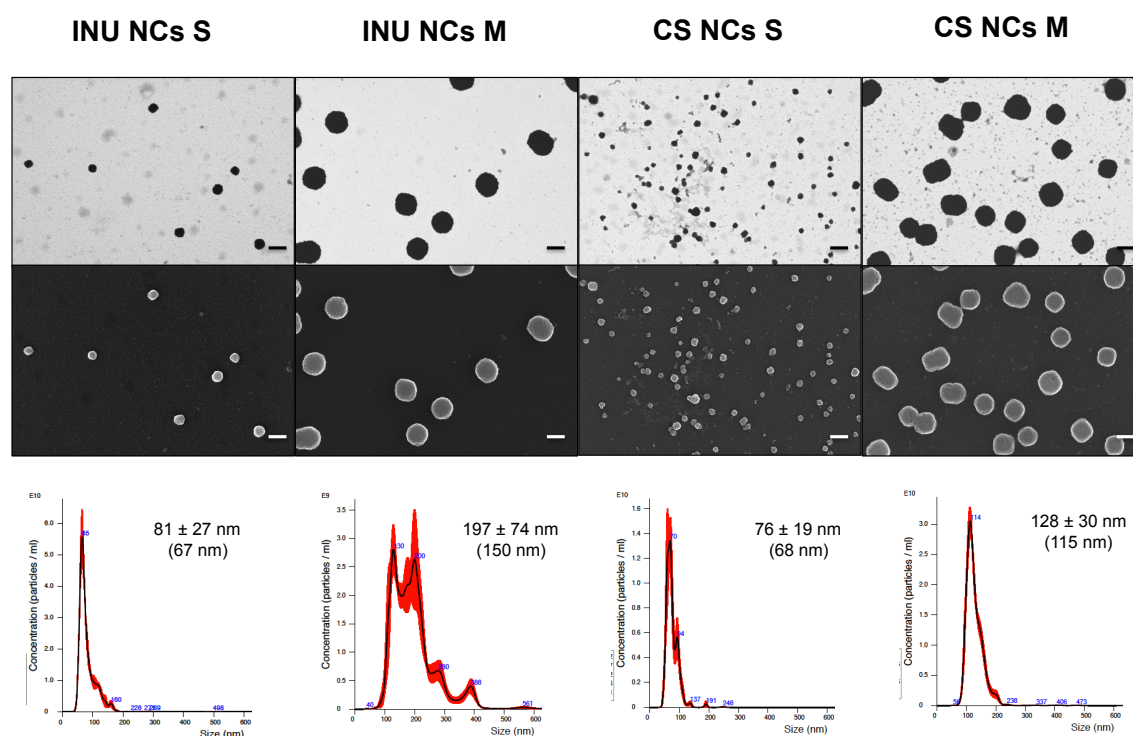 INU NCs S
INU NCs M
CS NCs S
CS NCs M
E10
81 ± 27 nm
(67 nm)
Concentration (particles / ml)
6.0
5.0
4.0
3.0
2.0
1.0
0
160
226
498
0 100 200 300 400 500 600
Size (nm)
E9
197 ± 74 nm
(150 nm)
Concentration (particles / ml)
3.5
3.0
2.5
2.0
1.5
1.0
0.5
0
40
130
200
280
388
561
0 100 200 300 400 500 600
Size (nm)
E10
76 ± 19 nm
(68 nm)
Concentration (particles / ml)
1.6
1.4
1.2
1.0
0.8
0.6
0.4
0.2
0
70
94
137
191
248
0 100 200 300 400 500 600
Size (nm)
E10
128 ± 30 nm
(115 nm)
Concentration (particles / ml)
3.0
2.5
2.0
1.5
1.0
0.5
0
114
238
337
406
473
0 100 200 300 400 500 600
Size (nm)